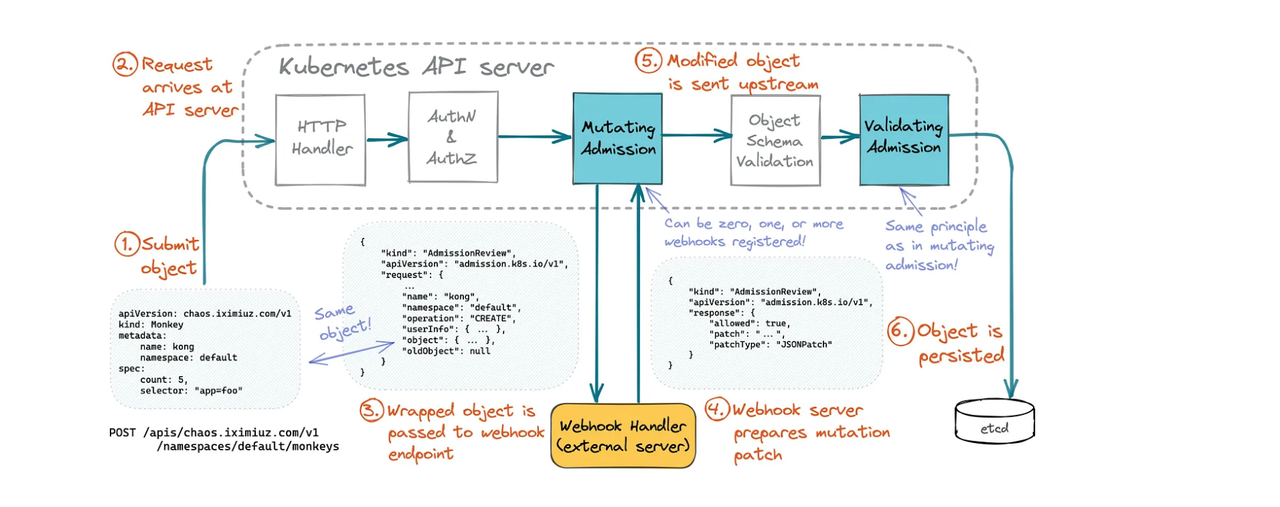 Kubernetes API server
2. Request
arrives at
API server
HTTP
Handler
AuthN
&
AuthZ
Mutating
Admission
5. Modified object
is sent upstream
Object
Schema
Validation
Validating
Admission
Can be zero, one, or more
webhooks registered!
Same principle
as in mutating
admission!
1. Submit
object
apiVersion: chaos.iximiuz.com/v1
kind: Monkey
metadata:
    name: kong
    namespace: default
spec:
    count: 5,
    selector: "app=foo"
POST /apis/chaos.iximiuz.com/v1
/namespaces/default/monkeys
Same
object!
{
    "kind": "AdmissionReview",
    "apiVersion": "admission.k8s.io/v1",
    "request": {
        ...
        "name": "kong",
        "namespace": "default",
        "operation": "CREATE",
        "userInfo": { ... },
        "object": { ... },
        "oldObject": null
    }
}
3. Wrapped object is
passed to webhook
endpoint
Webhook Handler
(external server)
{
    "kind": "AdmissionReview",
    "apiVersion": "admission.k8s.io/v1",
    "response": {
        "allowed": true,
        "patch": "...",
        "patchType": "JSONPatch"
    }
}
4. Webhook server
prepares mutation
patch
6. Object is
persisted
etcd